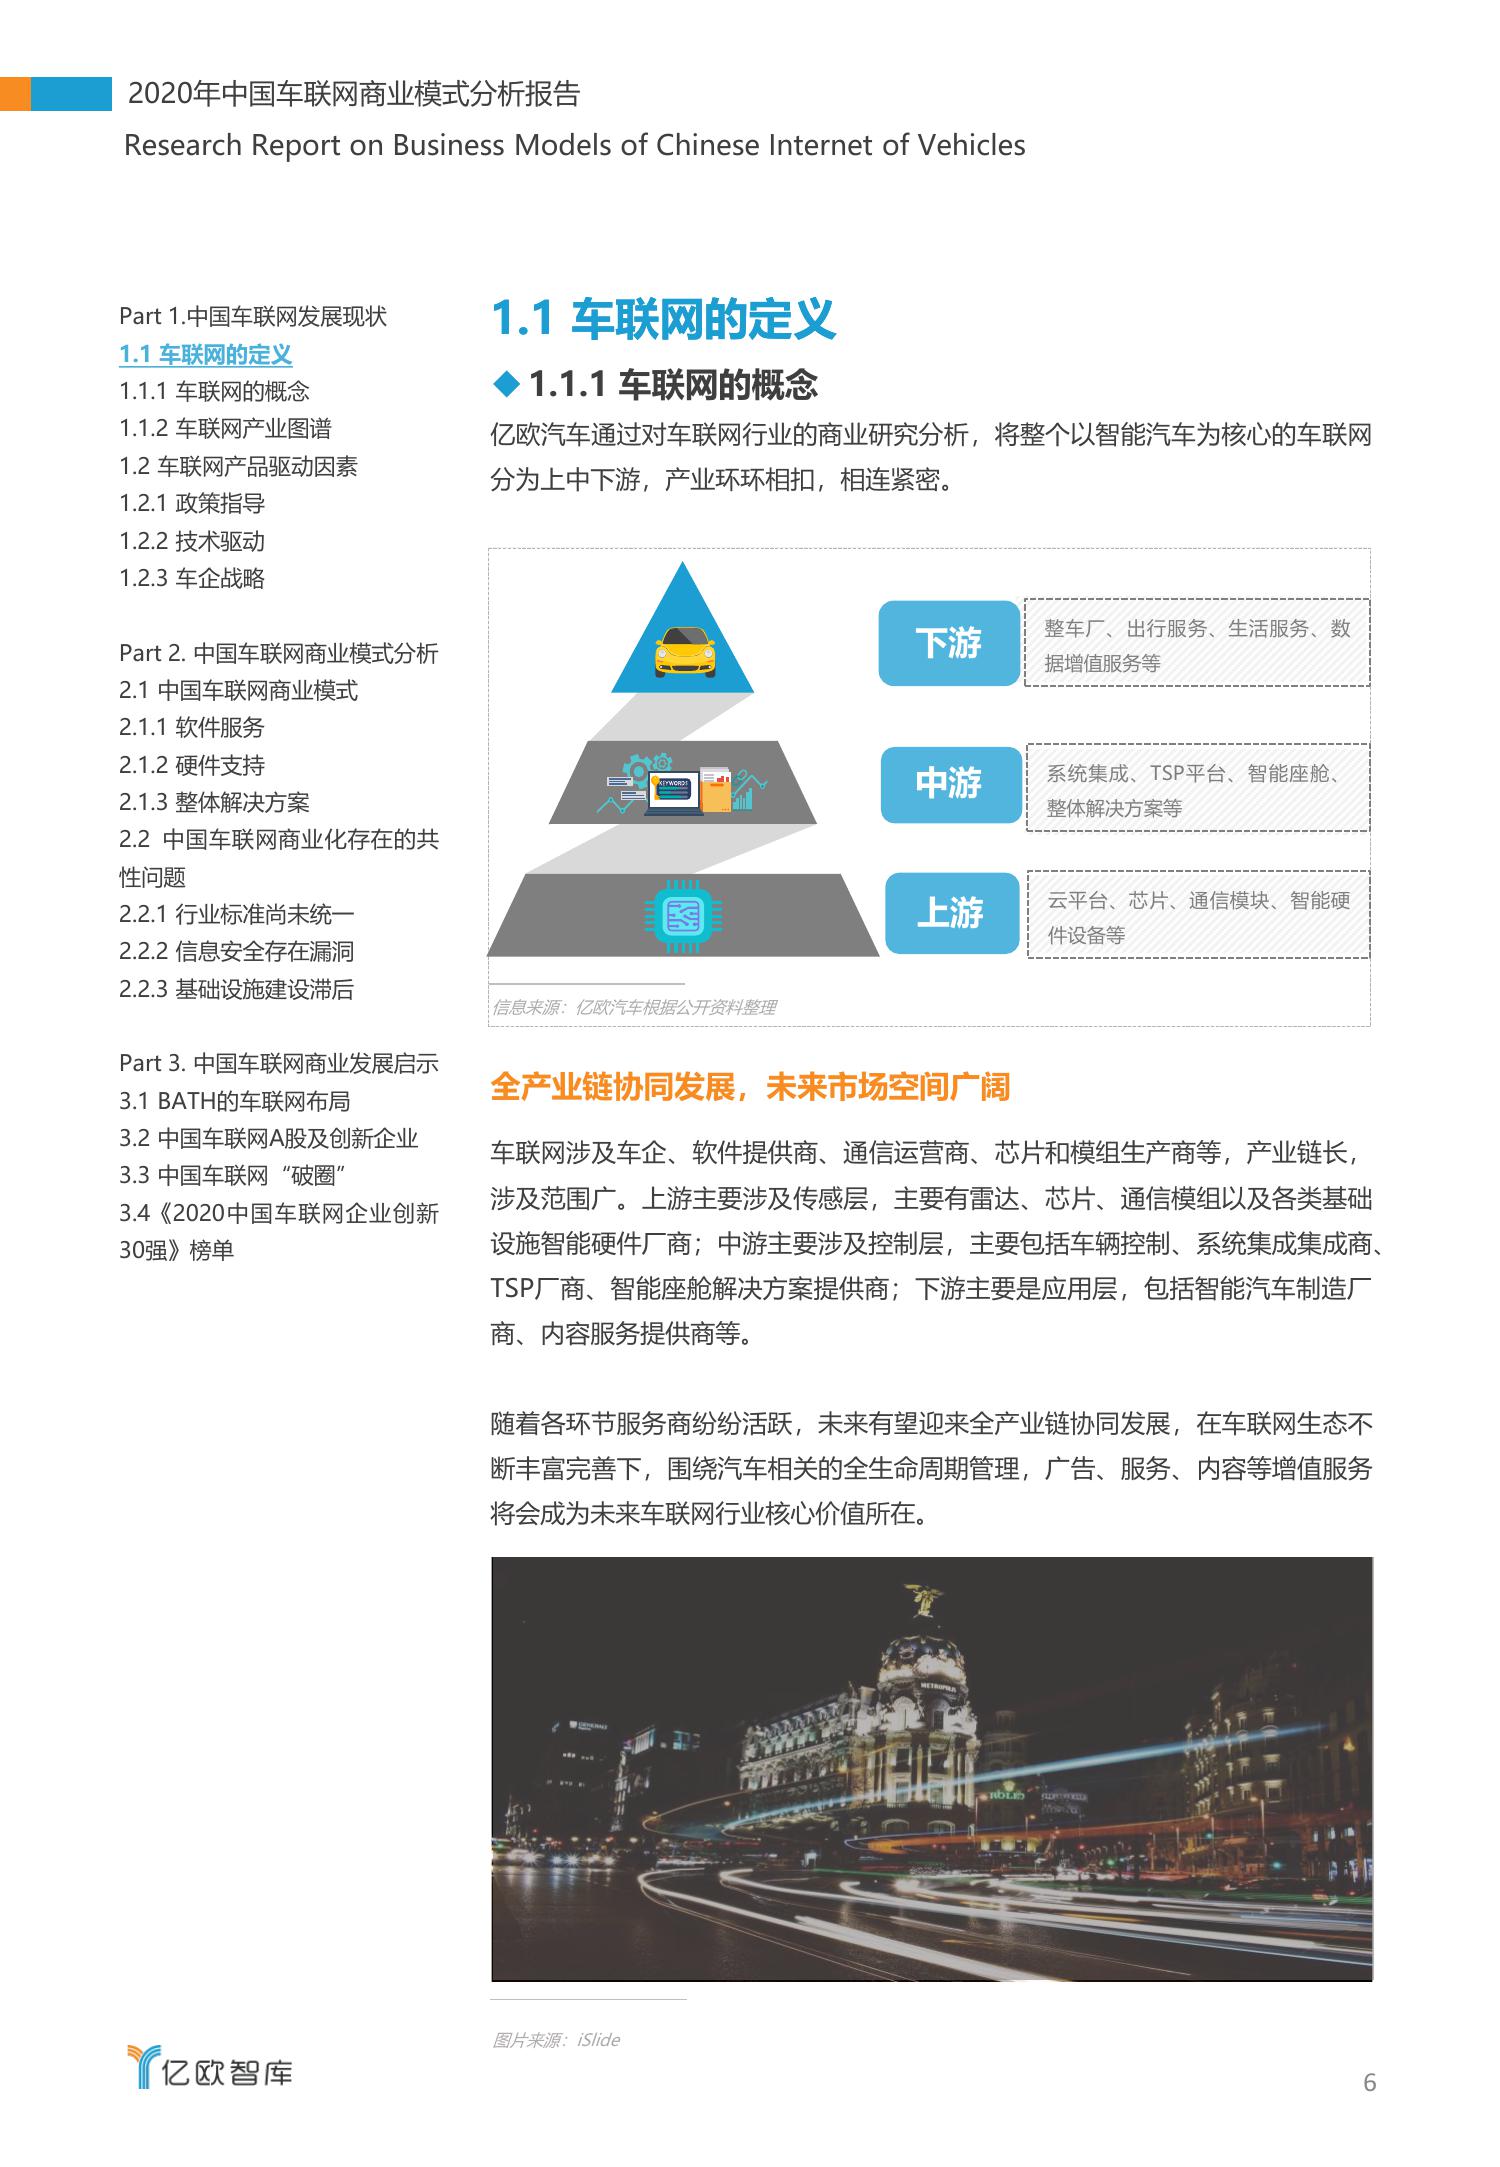 2020年中国车联网商业模式分析报告
Research Report on Business Models of Chinese Internet of Vehicles
Part 1.中国车联网发展现状
1.1 车联网的定义
1.1.1 车联网的概念
1.1.2 车联网产业图谱
1.2 车联网产品驱动因素
1.2.1 政策指导
1.2.2 技术驱动
1.2.3 车企战略
Part 2. 中国车联网商业模式分析
2.1 中国车联网商业模式
2.1.1 软件服务
2.1.2 硬件支持
2.1.3 整体解决方案
2.2 中国车联网商业化存在的共
性问题
2.2.1 行业标准尚未统一
2.2.2 信息安全存在漏洞
2.2.3 基础设施建设滞后
Part 3. 中国车联网商业发展启示
3.1 BATH的车联网布局
3.2 中国车联网A股及创新企业
3.3 中国车联网“破圈”
3.4《2020中国车联网企业创新
30强》榜单
1.1 车联网的定义
1.1.1 车联网的概念
亿欧汽车通过对车联网行业的商业研究分析，将整个以智能汽车为核心的车联网
分为上中下游，产业环环相扣，相连紧密。
下游
整车厂、出行服务、生活服务、数
据增值服务等
KEYWORDS
中游
系统集成、TSP平台、智能座舱、
整体解决方案等
上游
云平台、芯片、通信模块、智能硬
件设备等
信息来源：亿欧汽车根据公开资料整理
全产业链协同发展，未来市场空间广阔
车联网涉及车企、软件提供商、通信运营商、芯片和模组生产商等，产业链长，
涉及范围广。上游主要涉及传感层，主要有雷达、芯片、通信模组以及各类基础
设施智能硬件厂商；中游主要涉及控制层，主要包括车辆控制、系统集成集成商、
TSP厂商、智能座舱解决方案提供商；下游主要是应用层，包括智能汽车制造厂
商、内容服务提供商等。
随着各环节服务商纷纷活跃，未来有望迎来全产业链协同发展，在车联网生态不
断丰富完善下，围绕汽车相关的全生命周期管理，广告、服务、内容等增值服务
将会成为未来车联网行业核心价值所在。
METROPOLIS
GENERALI
ROLEX
图片来源：iSlide
亿欧智库
6